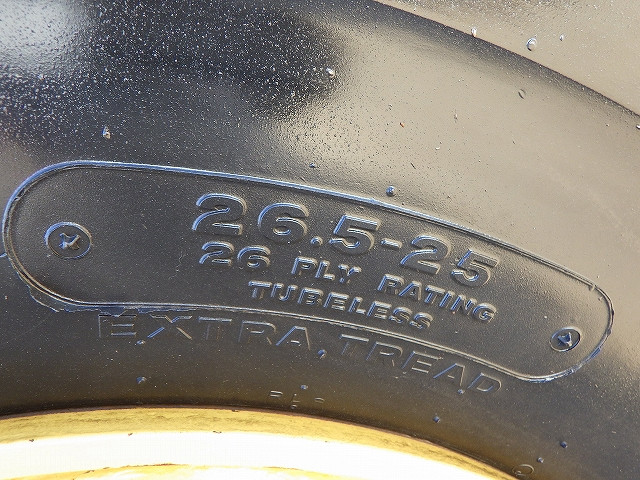 26.5-25
26 PLY RATING
TUBELESS
EXTRA TREAD